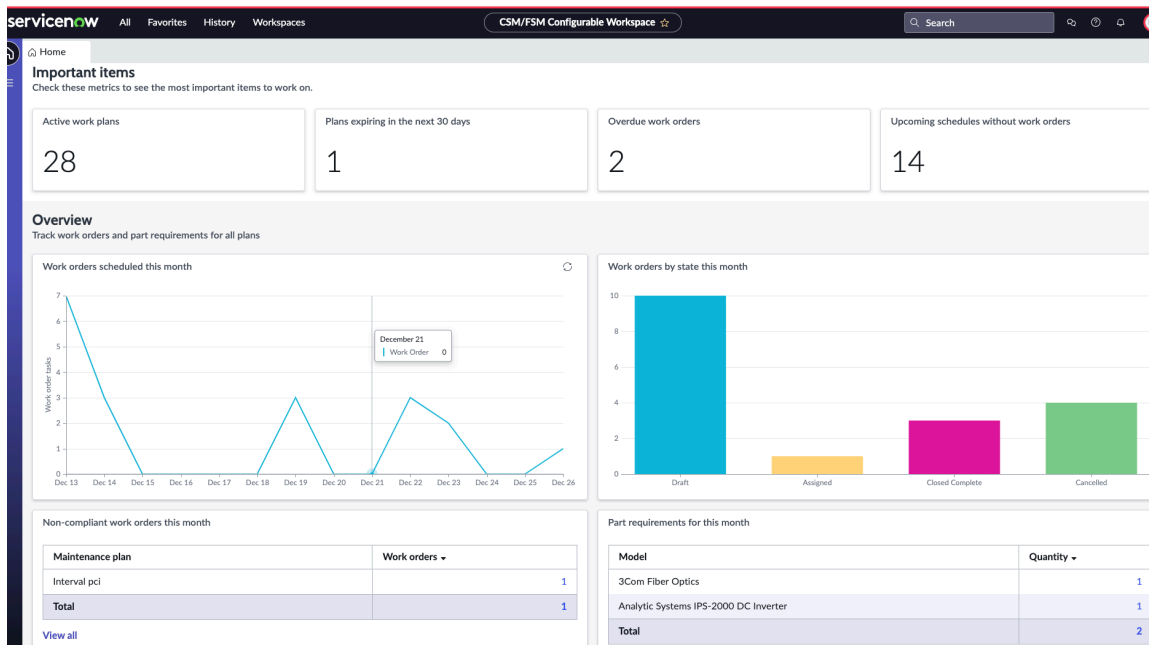 servicenow All Favorites History Workspaces CSM/FSM Configurable Workspace Search
Home
Important items
Check these metrics to see the most important items to work on.
Active work plans
28
Plans expiring in the next 30 days
1
Overdue work orders
2
Upcoming schedules without work orders
14
Overview
Track work orders and part requirements for all plans
Work orders scheduled this month
7
6
5
4
3
2
1
0
Work order tasks
December 21
Work Order 0
Dec 13 Dec 14 Dec 15 Dec 16 Dec 17 Dec 18 Dec 19 Dec 20 Dec 21 Dec 22 Dec 23 Dec 24 Dec 25 Dec 26
Work orders by state this month
10
8
6
4
2
0
Draft Assigned Closed Complete Cancelled
Non-compliant work orders this month
Maintenance plan Work orders
Interval pci 1
Total 1
View all
Part requirements for this month
Model Quantity
3Com Fiber Optics 1
Analytic Systems IPS-2000 DC Inverter 1
Total 2